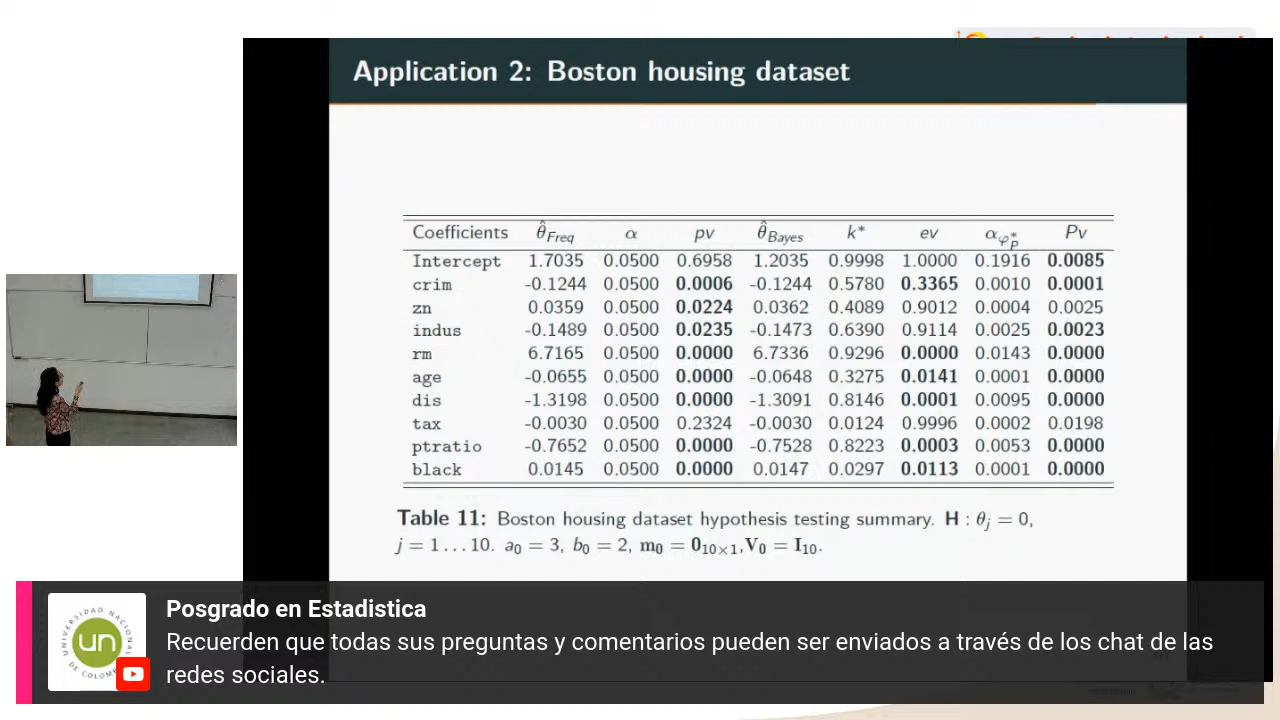 Application 2: Boston housing dataset
Coefficients θ̂Freq α pv θ̂Bayes k* ev αφ*P Pv
Intercept 1.7035 0.0500 0.6958 1.2035 0.9998 1.0000 0.1916 0.0085
crim -0.1244 0.0500 0.0006 -0.1244 0.5780 0.3365 0.0010 0.0001
zn 0.0359 0.0500 0.0224 0.0362 0.4089 0.9012 0.0004 0.0025
indus -0.1489 0.0500 0.0235 -0.1473 0.6390 0.9114 0.0025 0.0023
rm 6.7165 0.0500 0.0000 6.7336 0.9296 0.0000 0.0143 0.0000
age -0.0655 0.0500 0.0000 -0.0648 0.3275 0.0141 0.0001 0.0000
dis -1.3198 0.0500 0.0000 -1.3091 0.8146 0.0001 0.0095 0.0000
tax -0.0030 0.0500 0.2324 -0.0030 0.0124 0.9996 0.0002 0.0198
ptratio -0.7652 0.0500 0.0000 -0.7528 0.8223 0.0003 0.0053 0.0000
black 0.0145 0.0500 0.0000 0.0147 0.0297 0.0113 0.0001 0.0000
Table 11: Boston housing dataset hypothesis testing summary. H : θj = 0,
j = 1 … 10. a0 = 3, b0 = 2, m0 = 010×1,V0 = I10.
Posgrado en Estadistica
Recuerden que todas sus preguntas y comentarios pueden ser enviados a través de los chat de las
redes sociales.
UNIVERSIDAD NACIONAL
un
DE COLOMBIA